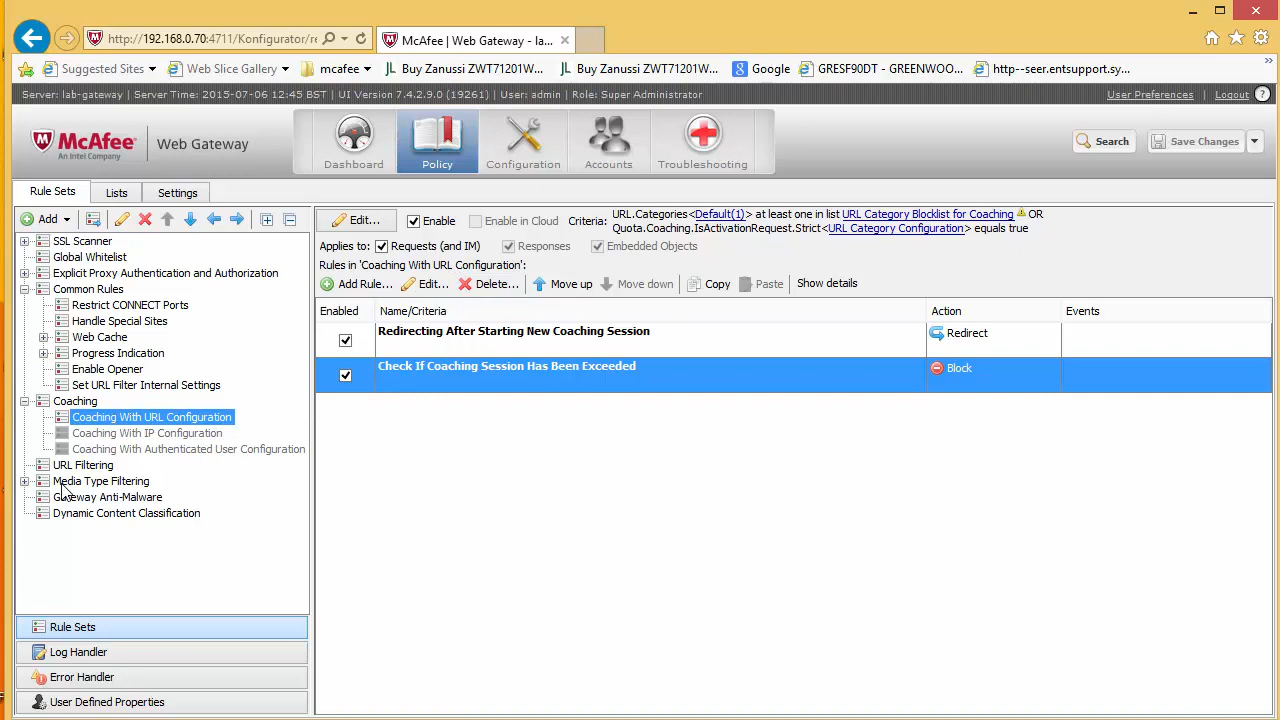 http://192.168.0.70:4711/Konfigurator/re
McAfee | Web Gateway - la...
Suggested Sites
Web Slice Gallery
mcafee
Buy Zanussi ZWT71201W...
Buy Zanussi ZWT71201W...
Google
GRESF90DT - GREENWOO...
http--seer.entsupport.sy...
Server: lab-gateway | Server Time: 2015-07-06 12:45 BST | UI Version: 7.4.2.9.0 (19261) | User: admin | Role: Super Administrator
User Preferences | Logout ?
McAfee
An Intel Company
Web Gateway
Dashboard
Policy
Configuration
Accounts
Troubleshooting
Search
Save Changes
Rule Sets
Lists
Settings
Add
SSL Scanner
Global Whitelist
Explicit Proxy Authentication and Authorization
Common Rules
Restrict CONNECT Ports
Handle Special Sites
Web Cache
Progress Indication
Enable Opener
Set URL Filter Internal Settings
Coaching
Coaching With URL Configuration
Coaching With IP Configuration
Coaching With Authenticated User Configuration
URL Filtering
Media Type Filtering
Gateway Anti-Malware
Dynamic Content Classification
Rule Sets
Log Handler
Error Handler
User Defined Properties
Edit...
Enable
Enable in Cloud
Criteria:
URL.Categories<Default(1)> at least one in list URL Category Blocklist for Coaching OR
Quota.Coaching.IsActivationRequest.Strict<URL Category Configuration> equals true
Applies to: Requests (and IM) Responses Embedded Objects
Rules in 'Coaching With URL Configuration':
Add Rule... Edit... Delete... Move up Move down Copy Paste Show details
Enabled Name/Criteria Action Events
Redirecting After Starting New Coaching Session Redirect
Check If Coaching Session Has Been Exceeded Block